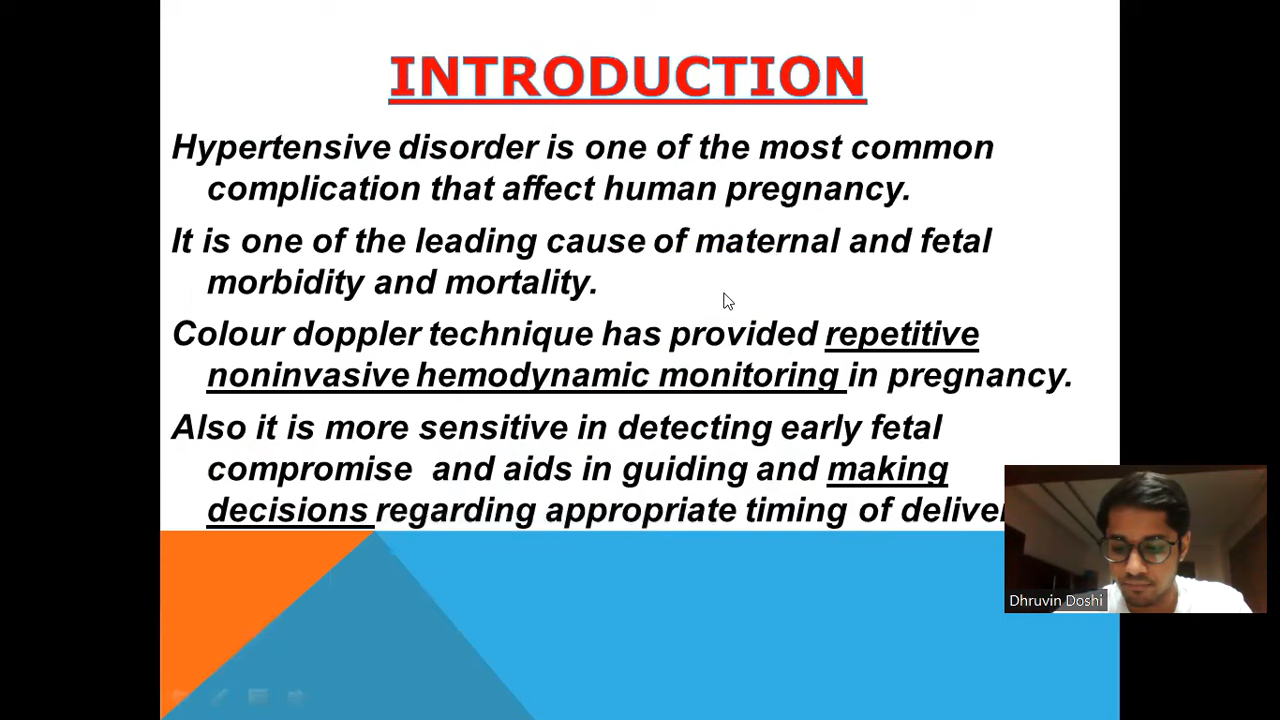 INTRODUCTION
Hypertensive disorder is one of the most common
complication that affect human pregnancy.
It is one of the leading cause of maternal and fetal
morbidity and mortality.
Colour doppler technique has provided repetitive
noninvasive hemodynamic monitoring in pregnancy.
Also it is more sensitive in detecting early fetal
compromise and aids in guiding and making
decisions regarding appropriate timing of
Dhruvin Doshi